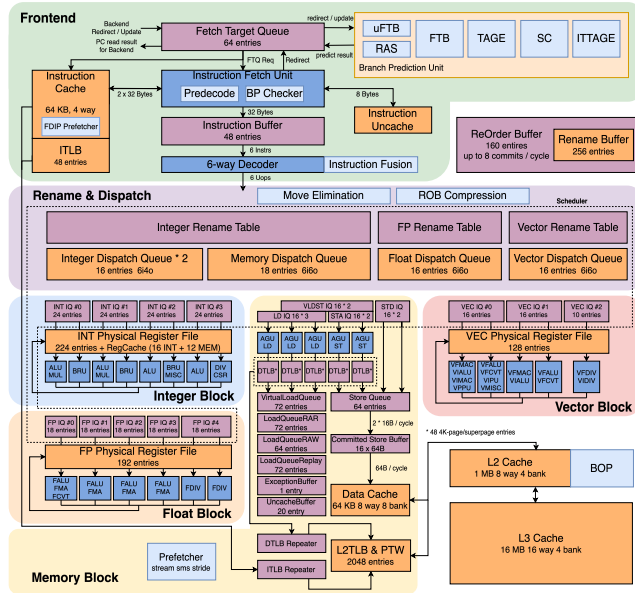 Frontend
Backend
Redirect / Update
PC read result
for Backend
Fetch Target Queue
64 entries
redirect / update
predict result
uFTB
RAS
FTB
TAGE
SC
ITTAGE
Branch Prediction Unit
FTQ Req
Redirect
Instruction
Cache
64 KB, 4 way
FDIP Prefetcher
ITLB
48 entries
2 x 32 Bytes
Instruction Fetch Unit
Predecode
BP Checker
8 Bytes
Instruction
Uncache
32 Bytes
Instruction Buffer
48 entries
6 Instrs
6-way Decoder
Instruction Fusion
6 Uops
ReOrder Buffer
160 entires
up to 8 commits / cycle
Rename Buffer
256 entries
Rename & Dispatch
Move Elimination
ROB Compression
Scheduler
Integer Rename Table
FP Rename Table
Vector Rename Table
Integer Dispatch Queue * 2
16 entries 6i4o
Memory Dispatch Queue
18 entries 6i6o
Float Dispatch Queue
16 entries 6i6o
Vector Dispatch Queue
16 entries 6i6o
INT IQ #0
24 entries
INT IQ #1
24 entries
INT IQ #2
24 entries
INT IQ #3
24 entries
INT Physical Register File
224 entries + RegCache (16 INT + 12 MEM)
ALU
MUL
BRU
ALU
MUL
BRU
ALU
BRU
MISC
ALU
DIV
CSR
Integer Block
FP IQ #0
18 entries
FP IQ #1
18 entries
FP IQ #2
18 entries
FP IQ #3
18 entries
FP IQ #4
18 entries
FP Physical Register File
192 entries
FALU
FMA
FCVT
FALU
FMA
FALU
FMA
FALU
FMA
FDIV
FDIV
Float Block
VLDST IQ 16 * 2
LD IQ 16 * 3
STA IQ 16 * 2
STD IQ
16 * 2
AGU
LD
AGU
LD
AGU
LD
AGU
ST
AGU
ST
DTLB*
DTLB*
DTLB*
DTLB*
DTLB*
VirtualLoadQueue
72 entries
LoadQueueRAR
72 entries
LoadQueueRAW
64 entries
LoadQueueReplay
72 entries
ExceptionBuffer
1 entry
UncacheBuffer
20 entry
Store Queue
64 entries
2 * 16B / cycle
Committed Store Buffer
16 x 64B
64B / cycle
Data Cache
64 KB 8 way 8 bank
DTLB Repeater
ITLB Repeater
L2TLB & PTW
2048 entries
Prefetcher
stream sms stride
Memory Block
VEC IQ #0
16 entries
VEC IQ #1
16 entries
VEC IQ #2
10 entries
VEC Physical Register File
128 entries
VFMAC
VIALU
VIMAC
VPPU
VFALU
VFCVT
VIPU
VMISC
VFMAC
VIALU
VFALU
VFCVT
VFDIV
VIDIV
Vector Block
* 48 4K-page/superpage entries
L2 Cache
1 MB 8 way 4 bank
BOP
L3 Cache
16 MB 16 way 4 bank